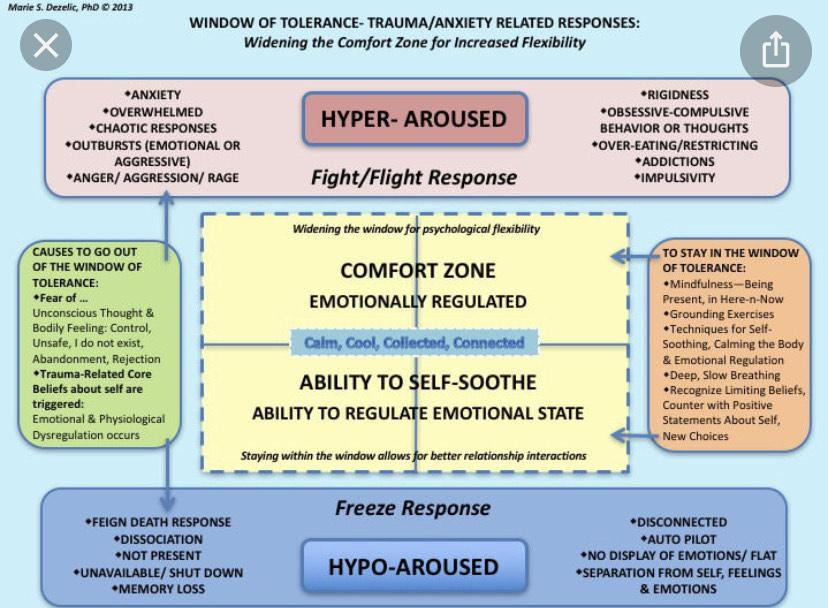 Marie S. Dezelic, PhD © 2013
WINDOW OF TOLERANCE- TRAUMA/ANXIETY RELATED RESPONSES:
Widening the Comfort Zone for Increased Flexibility
◆ANXIETY
◆OVERWHELMED
◆CHAOTIC RESPONSES
◆OUTBURSTS (EMOTIONAL OR
AGGRESSIVE)
◆ANGER/ AGGRESSION/ RAGE
HYPER- AROUSED
Fight/Flight Response
◆RIGIDNESS
◆OBSESSIVE-COMPULSIVE
BEHAVIOR OR THOUGHTS
◆OVER-EATING/RESTRICTING
◆ADDICTIONS
◆IMPULSIVITY
CAUSES TO GO OUT
OF THE WINDOW OF
TOLERANCE:
◆Fear of ...
Unconscious Thought &
Bodily Feeling: Control,
Unsafe, I do not exist,
Abandonment, Rejection
◆Trauma-Related Core
Beliefs about self are
triggered:
Emotional & Physiological
Dysregulation occurs
Widening the window for psychological flexibility
COMFORT ZONE
EMOTIONALLY REGULATED
Calm, Cool, Collected, Connected
ABILITY TO SELF-SOOTHE
ABILITY TO REGULATE EMOTIONAL STATE
Staying within the window allows for better relationship interactions
TO STAY IN THE WINDOW
OF TOLERANCE:
◆Mindfulness—Being
Present, in Here-n-Now
◆Grounding Exercises
◆Techniques for Self-
Soothing, Calming the Body
& Emotional Regulation
◆Deep, Slow Breathing
◆Recognize Limiting Beliefs,
Counter with Positive
Statements About Self,
New Choices
Freeze Response
HYPO-AROUSED
◆FEIGN DEATH RESPONSE
◆DISSOCIATION
◆NOT PRESENT
◆UNAVAILABLE/ SHUT DOWN
◆MEMORY LOSS
◆DISCONNECTED
◆AUTO PILOT
◆NO DISPLAY OF EMOTIONS/ FLAT
◆SEPARATION FROM SELF, FEELINGS
& EMOTIONS